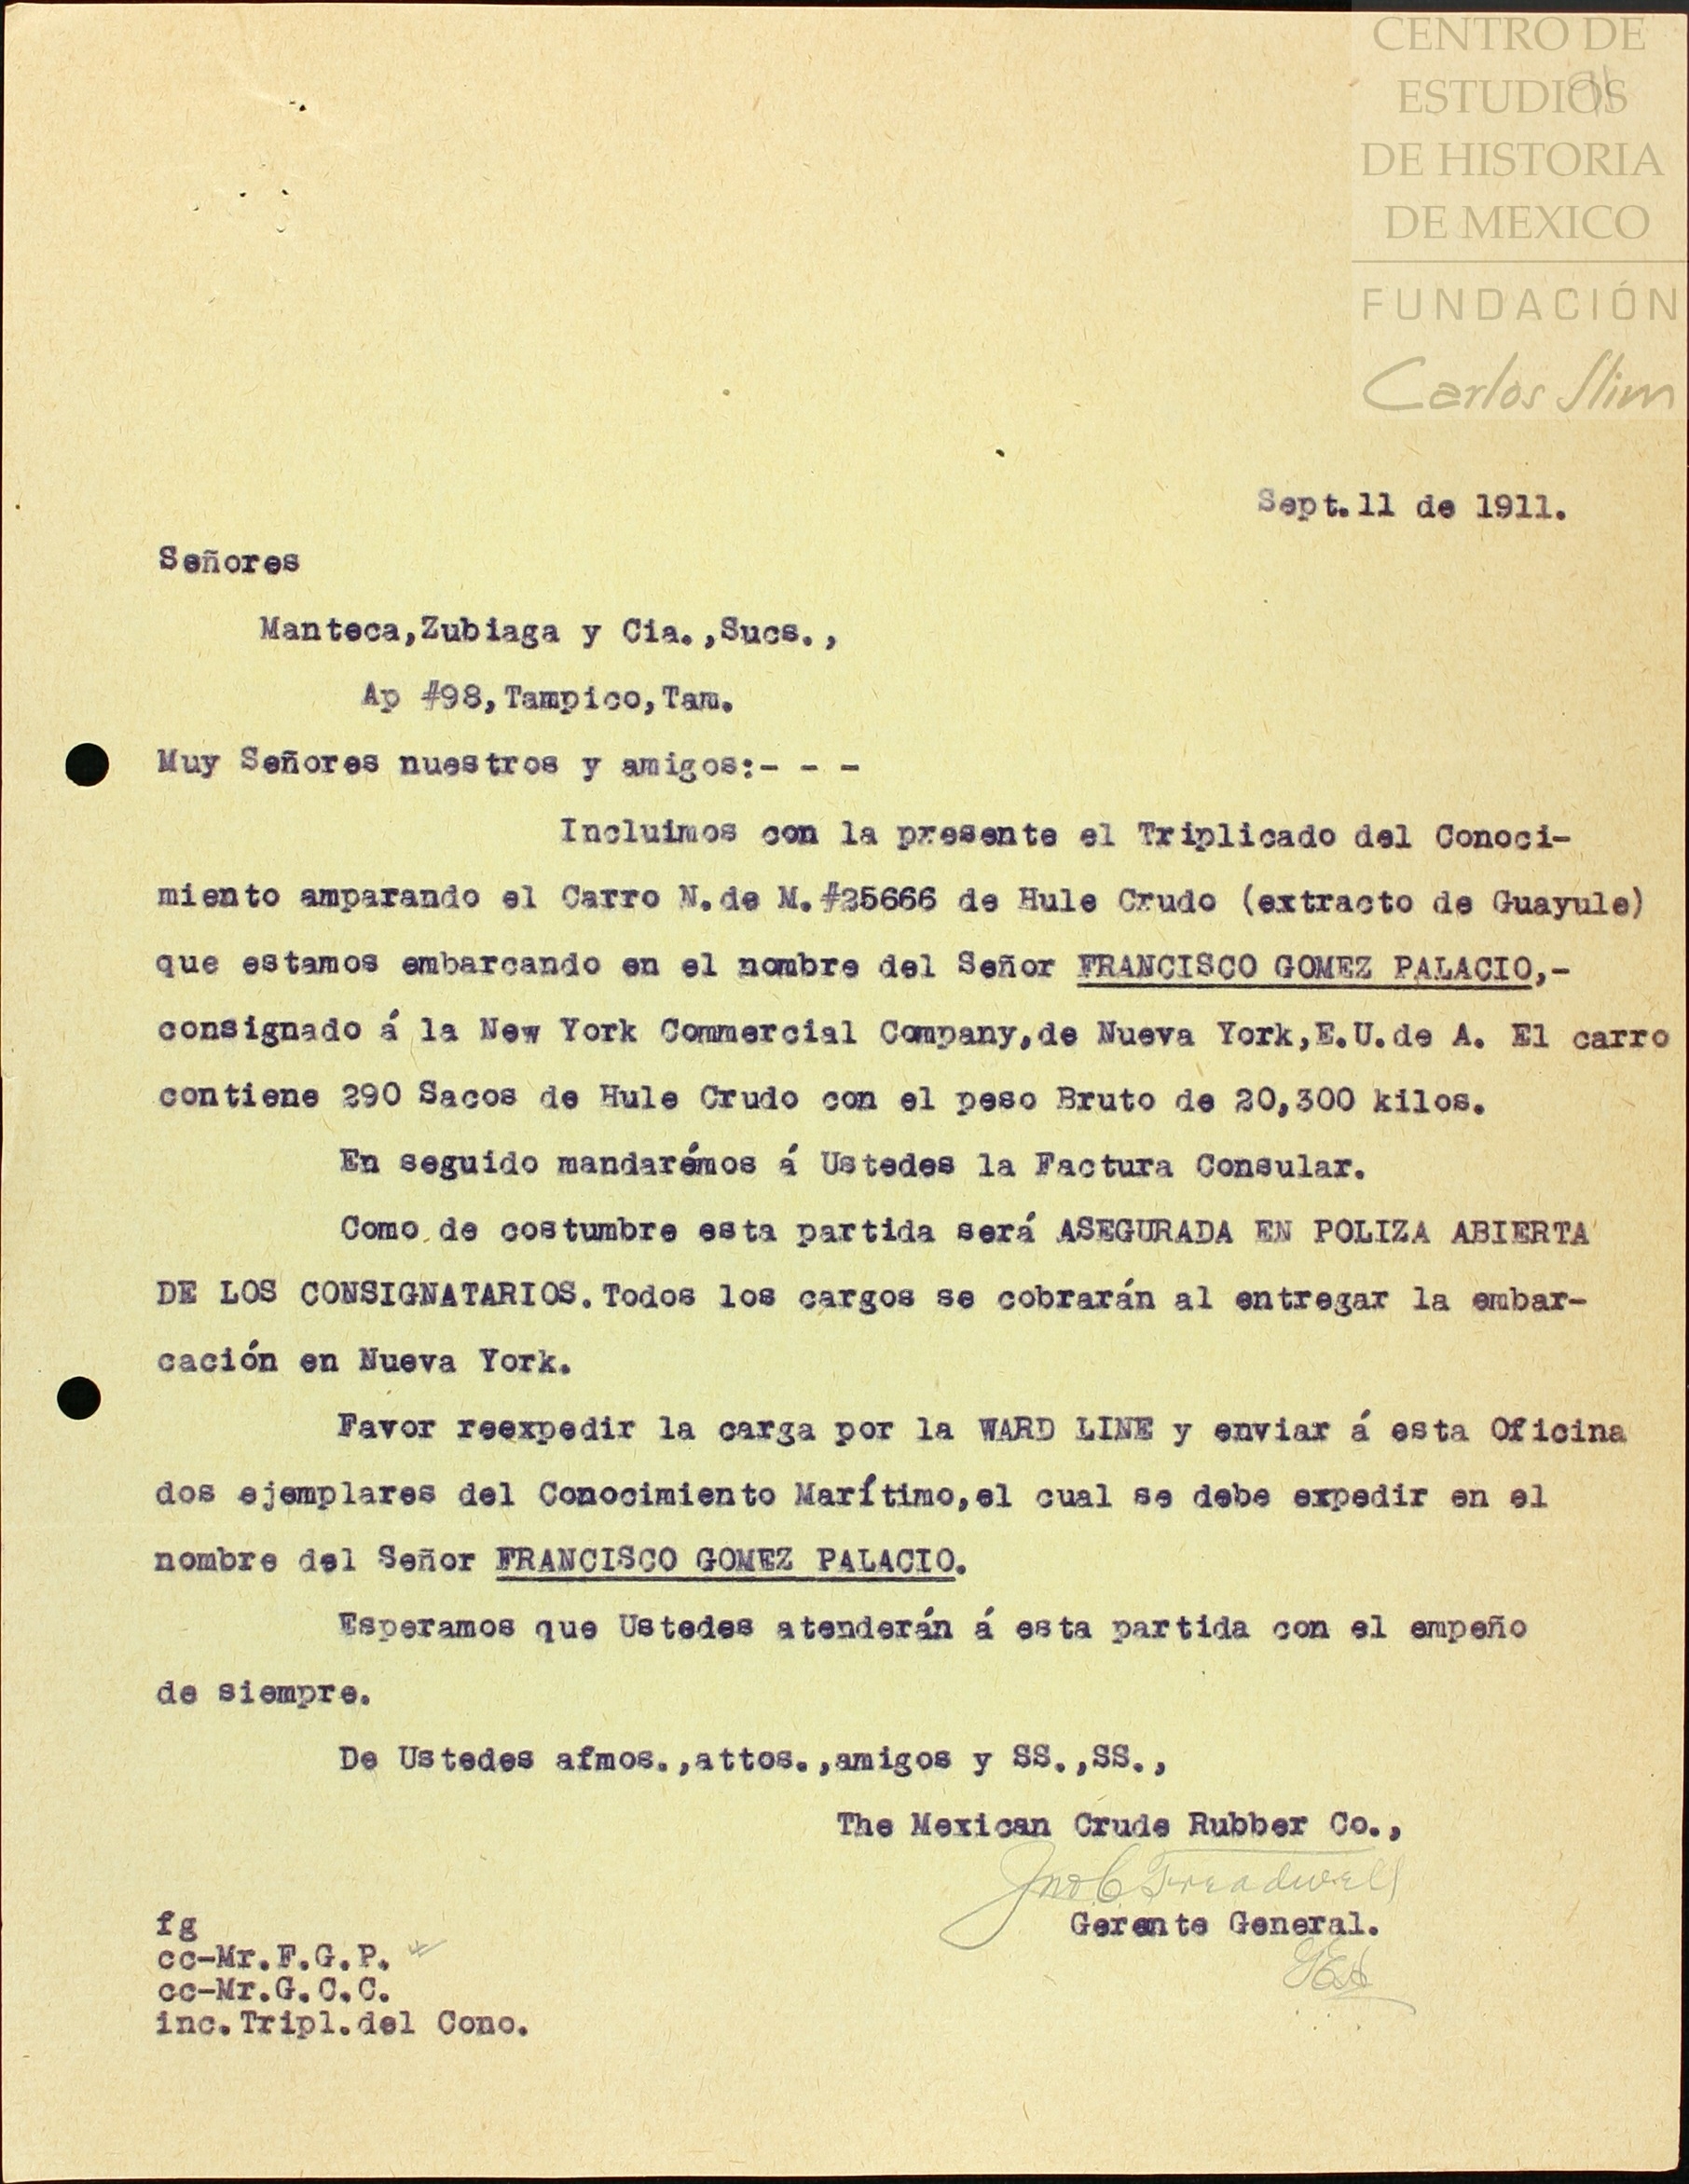 CENTRO DE
ESTUDIOS
DE HISTORIA
DE MEXICO
FUNDACIÓN
Carlos Slim
Sept.11 de 1911.
Señores
Manteca,Zubiaga y Cia.,Sucs.,
Ap #98,Tampico,Tam.
Muy Señores nuestros y amigos:- - -
Incluimos con la presente el Triplicado del Conoci-
miento amparando el Carro N.de M.#25666 de Hule Crudo (extracto de Guayule)
que estamos embarcando en el nombre del Señor FRANCISCO GOMEZ PALACIO,-
consignado á la New York Commercial Company,de Nueva York,E.U.de A. El carro
contiene 290 Sacos de Hule Crudo con el peso Bruto de 20,300 kilos.
En seguido mandarémos á Ustedes la Factura Consular.
Como de costumbre esta partida será ASEGURADA EN POLIZA ABIERTA
DE LOS CONSIGNATARIOS.Todos los cargos se cobrarán al entregar la embar-
cación en Nueva York.
Favor reexpedir la carga por la WARD LINE y enviar á esta Oficina
dos ejemplares del Conocimiento Marítimo,el cual se debe expedir en el
nombre del Señor FRANCISCO GOMEZ PALACIO.
Esperamos que Ustedes atenderán á esta partida con el empeño
de siempre.
De Ustedes afmos.,attos.,amigos y SS.,SS.,
The Mexican Crude Rubber Co.,
Jno C Treadwell
Gerente General.
fg
cc-Mr.F.G.P.
cc-Mr.G.C.C.
inc.Tripl.del Cono.